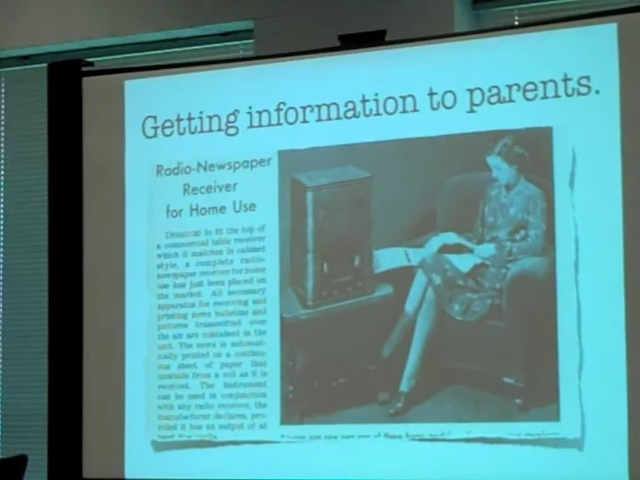 Getting information to parents.
Radio-Newspaper
Receiver
for Home Use
DESIGNED to fit the top of
a commercial table receiver
which it matches in cabinet
style, a complete radio-
newspaper receiver for home
use has just been placed on
the market. All necessary
apparatus for receiving and
printing news bulletins and
pictures transmitted over
the air are contained in the
unit. The news is automat-
ically printed on a continu-
ous sheet of paper that
unwinds from a roll as it is
received. The instrument
can be used in conjunction
with any radio receiver, the
manufacturer declares, pro-
vided it has an output of at